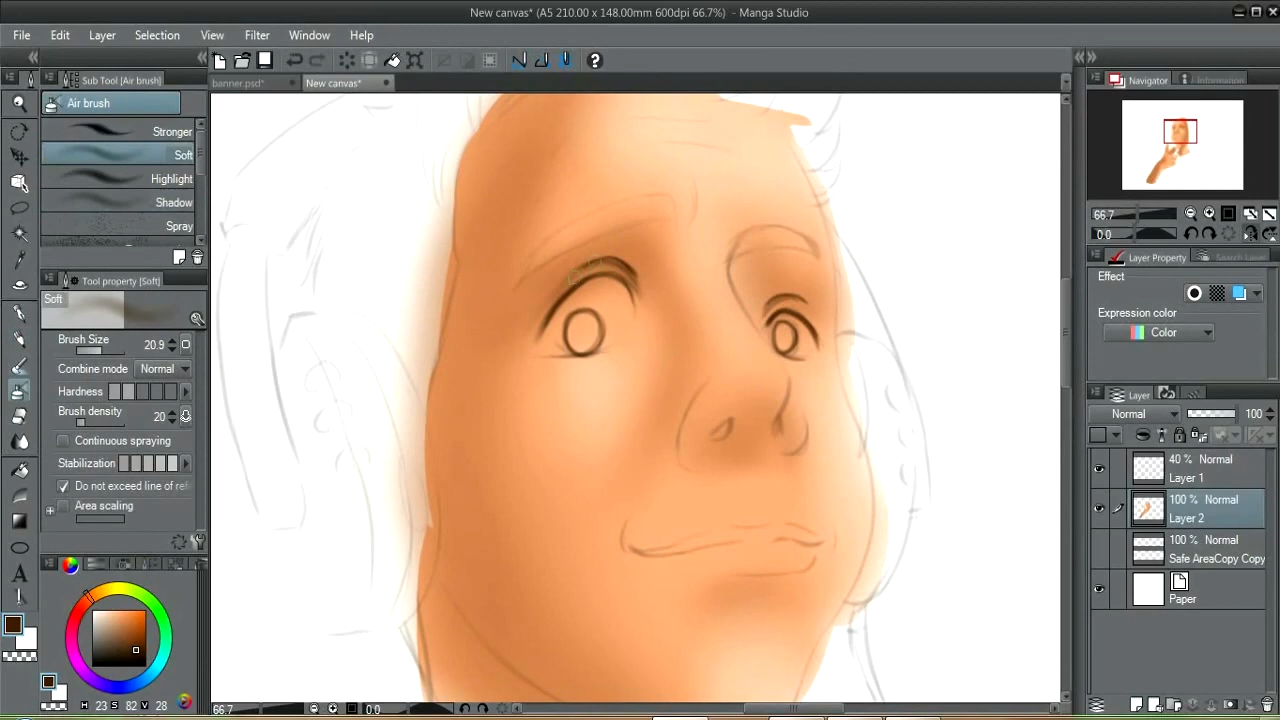 New canvas* (A5 210.00 x 148.00mm 600dpi 66.7%) - Manga Studio
File Edit Layer Selection View Filter Window Help
Sub Tool [Air brush]
banner.psd* New canvas*
Navigator Information
Air brush
Stronger
Soft
Highlight
Shadow
Spray
Tool property [Soft]
Soft
Brush Size 20.9
Combine mode Normal
Hardness
Brush density 20
Continuous spraying
Stabilization
Do not exceed line of ref
Area scaling
H 23 S 82 V 28
66.7 0.0
66.7
0.0
Layer Property Search Layer
Effect
Expression color
Color
Layer
Normal 100
40 % Normal
Layer 1
100 % Normal
Layer 2
100 % Normal
Safe AreaCopy Copy
Paper